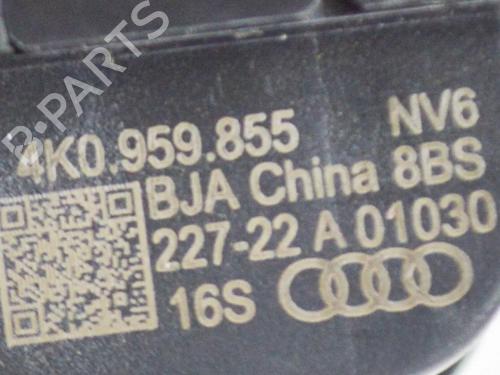 B-PARTS
4K0.959.855 NV6
BJA China 8BS
227-22 A 01030
16S